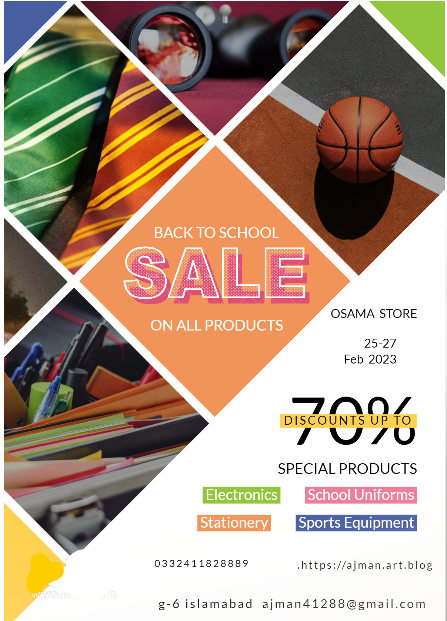 BACK TO SCHOOL
SALE
ON ALL PRODUCTS
OSAMA STORE
25-27
Feb 2023
70%
DISCOUNTS UP TO
SPECIAL PRODUCTS
Electronics School Uniforms
Stationery Sports Equipment
0332411828889 .https://ajman.art.blog
g-6 islamabad ajman41288@gmail.com